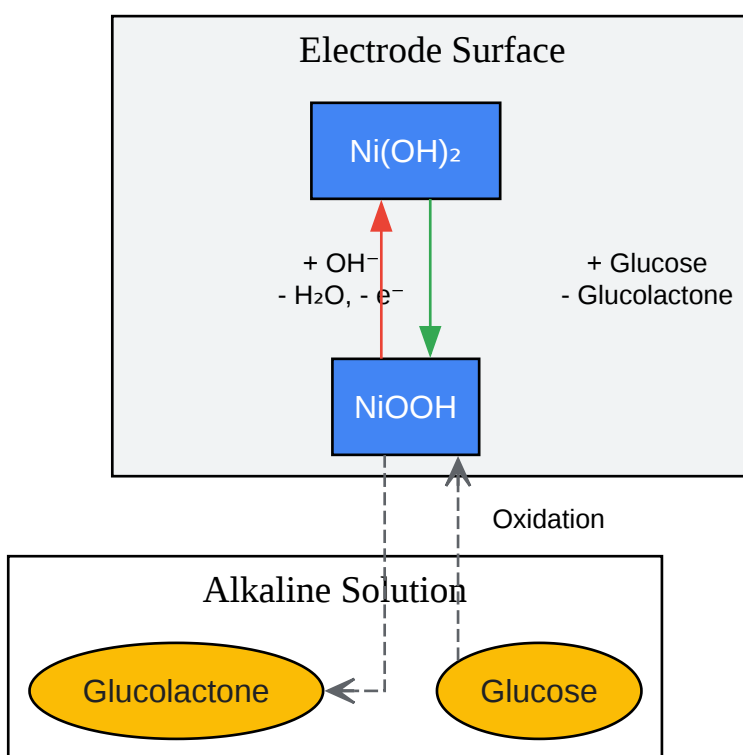 Electrode Surface
Ni(OH)₂
+ OH⁻
- H₂O, - e⁻
+ Glucose
- Glucolactone
NiOOH
Oxidation
Alkaline Solution
Glucolactone
Glucose